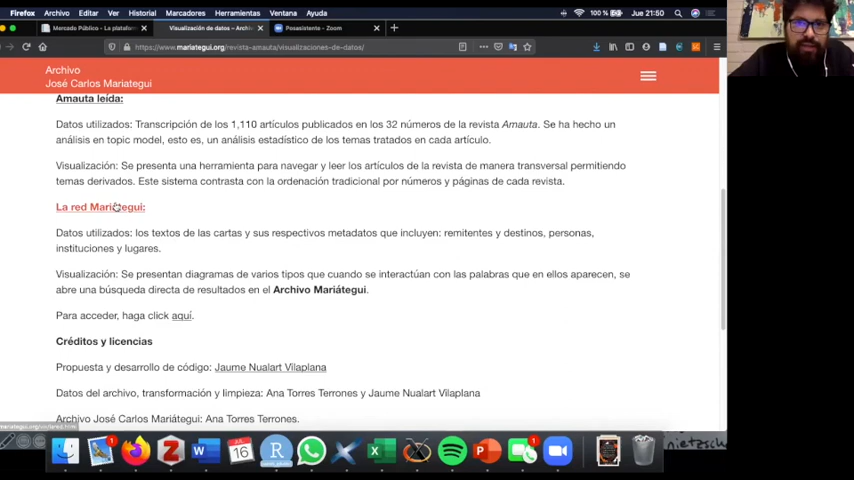 Firefox Archivo Editar Ver Historial Marcadores Herramientas Ventana Ayuda 100 % Jue 21:50
Mercado Público - La plataform Visualización de datos – Archiv Pesasistente - Zoom
https://www.mariategui.org/revista-amauta/visualizaciones-de-datos/
Archivo
José Carlos Mariategui
Amauta leída:
Datos utilizados: Transcripción de los 1,110 artículos publicados en los 32 números de la revista Amauta. Se ha hecho un
análisis en topic model, esto es, un análisis estadístico de los temas tratados en cada artículo.
Visualización: Se presenta una herramienta para navegar y leer los artículos de la revista de manera transversal permitiendo
temas derivados. Este sistema contrasta con la ordenación tradicional por números y páginas de cada revista.
La red Mariátegui:
Datos utilizados: los textos de las cartas y sus respectivos metadatos que incluyen: remitentes y destinos, personas,
instituciones y lugares.
Visualización: Se presentan diagramas de varios tipos que cuando se interactúan con las palabras que en ellos aparecen, se
abre una búsqueda directa de resultados en el Archivo Mariátegui.
Para acceder, haga click aquí.
Créditos y licencias
Propuesta y desarrollo de código: Jaume Nualart Vilaplana
Datos del archivo, transformación y limpieza: Ana Torres Terrones y Jaume Nualart Vilaplana
Archivo José Carlos Mariátegui: Ana Torres Terrones.
nietzsch
1 Z W JUL 16 R X P 1